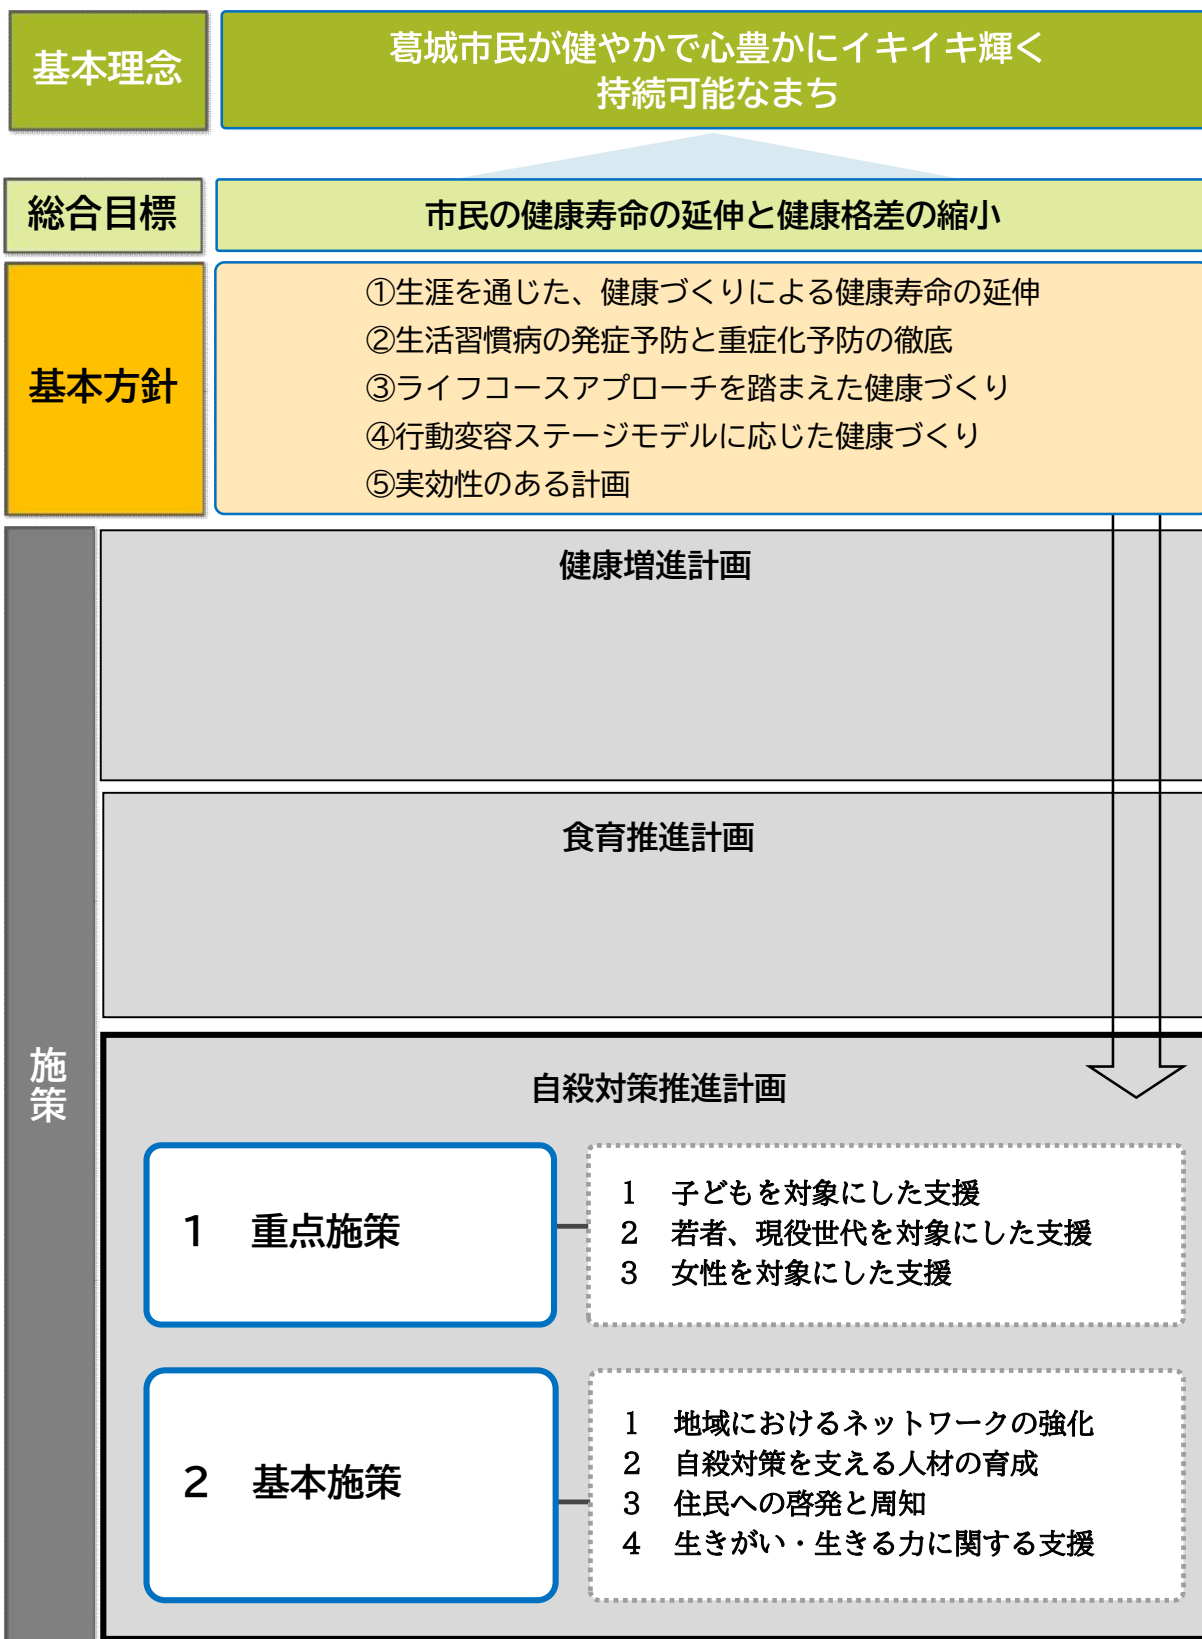 基本理念
葛城市民が健やかで心豊かにイキイキ輝く
持続可能なまち
総合目標
市民の健康寿命の延伸と健康格差の縮小
基本方針
①生涯を通じた、健康づくりによる健康寿命の延伸
②生活習慣病の発症予防と重症化予防の徹底
③ライフコースアプローチを踏まえた健康づくり
④行動変容ステージモデルに応じた健康づくり
⑤実効性のある計画
施策
健康増進計画
食育推進計画
自殺対策推進計画
1 重点施策
1 子どもを対象にした支援
2 若者、現役世代を対象にした支援
3 女性を対象にした支援
2 基本施策
1 地域におけるネットワークの強化
2 自殺対策を支える人材の育成
3 住民への啓発と周知
4 生きがい・生きる力に関する支援